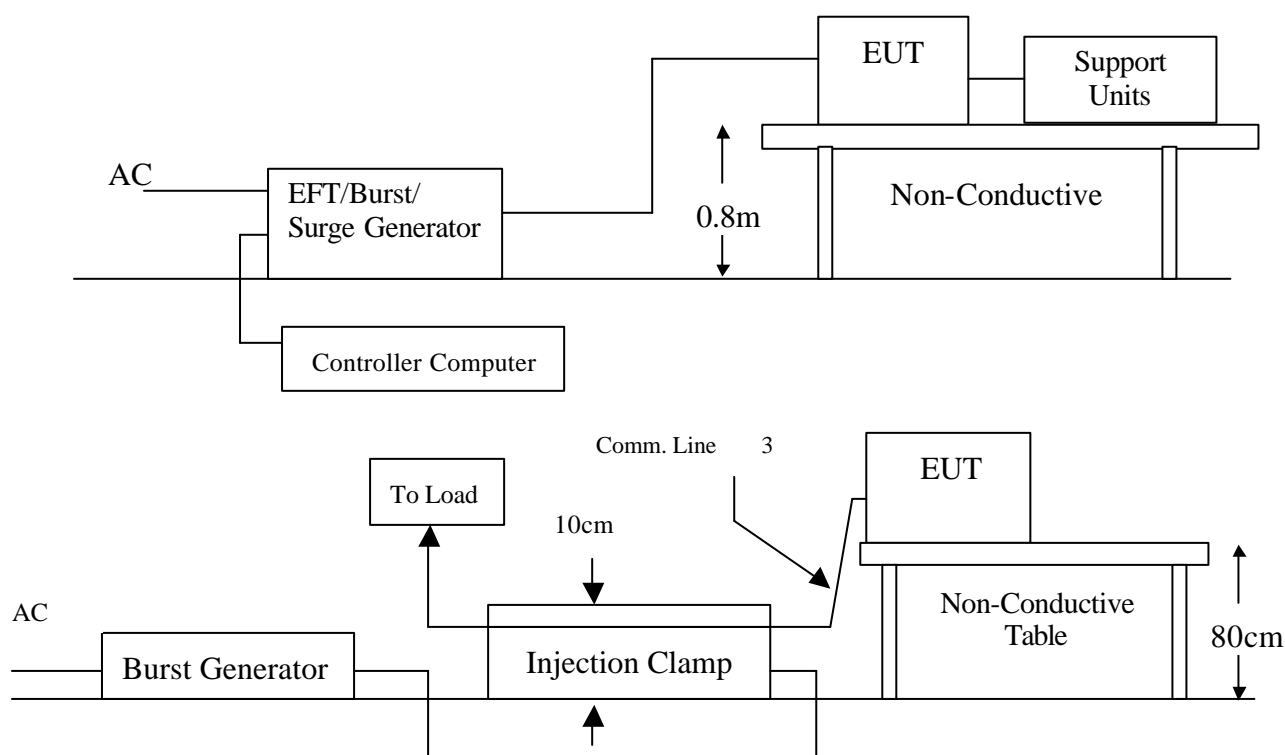 EUT
Support
Units
AC
EFT/Burst/
Surge Generator
0.8m
Non-Conductive
Controller Computer
Comm. Line 3
EUT
To Load
10cm
AC
Burst Generator
Injection Clamp
Non-Conductive
Table
80cm